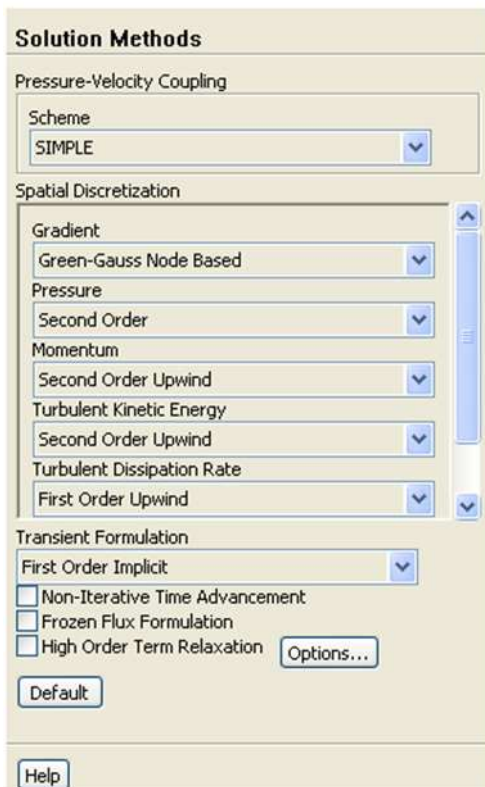 Solution Methods
Pressure-Velocity Coupling
Scheme
SIMPLE
Spatial Discretization
Gradient
Green-Gauss Node Based
Pressure
Second Order
Momentum
Second Order Upwind
Turbulent Kinetic Energy
Second Order Upwind
Turbulent Dissipation Rate
First Order Upwind
Transient Formulation
First Order Implicit
Non-Iterative Time Advancement
Frozen Flux Formulation
High Order Term Relaxation
Options...
Default
Help